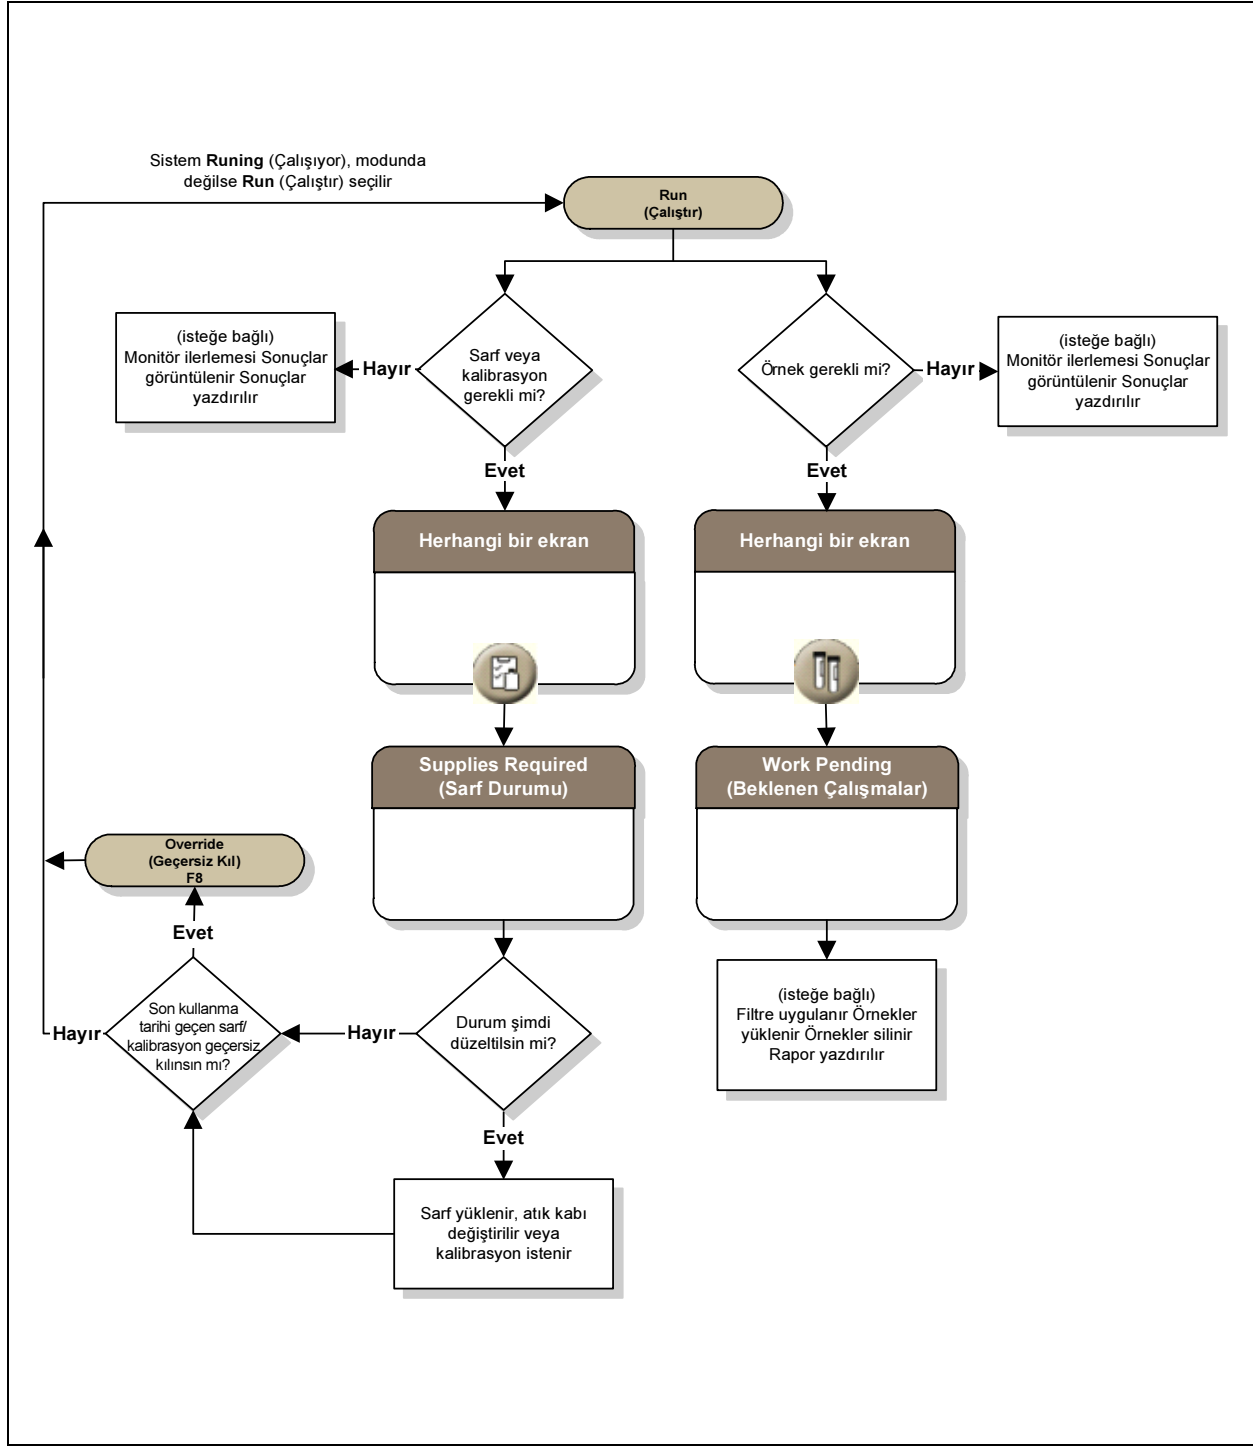 Sistem Runing (Çalışıyor), modunda
değilse Run (Çalıştır) seçilir
Run
(Çalıştır)
(isteğe bağlı)
Monitör ilerlemesi Sonuçlar
görüntülenir Sonuçlar
yazdırılır
Hayır
Sarf veya
kalibrasyon
gerekli mi?
Örnek gerekli mi?
Hayır
(isteğe bağlı)
Monitör ilerlemesi Sonuçlar
görüntülenir Sonuçlar
yazdırılır
Evet
Evet
Herhangi bir ekran
Herhangi bir ekran
Supplies Required
(Sarf Durumu)
Work Pending
(Beklenen Çalışmalar)
Override
(Geçersiz Kıl)
F8
Evet
Hayır
Son kullanma
tarihi geçen sarf/
kalibrasyon geçersiz
kılınsın mı?
Hayır
Durum şimdi
düzeltilsin mi?
(isteğe bağlı)
Filtre uygulanır Örnekler
yüklenir Örnekler silinir
Rapor yazdırılır
Evet
Sarf yüklenir, atık kabı
değiştirilir veya
kalibrasyon istenir